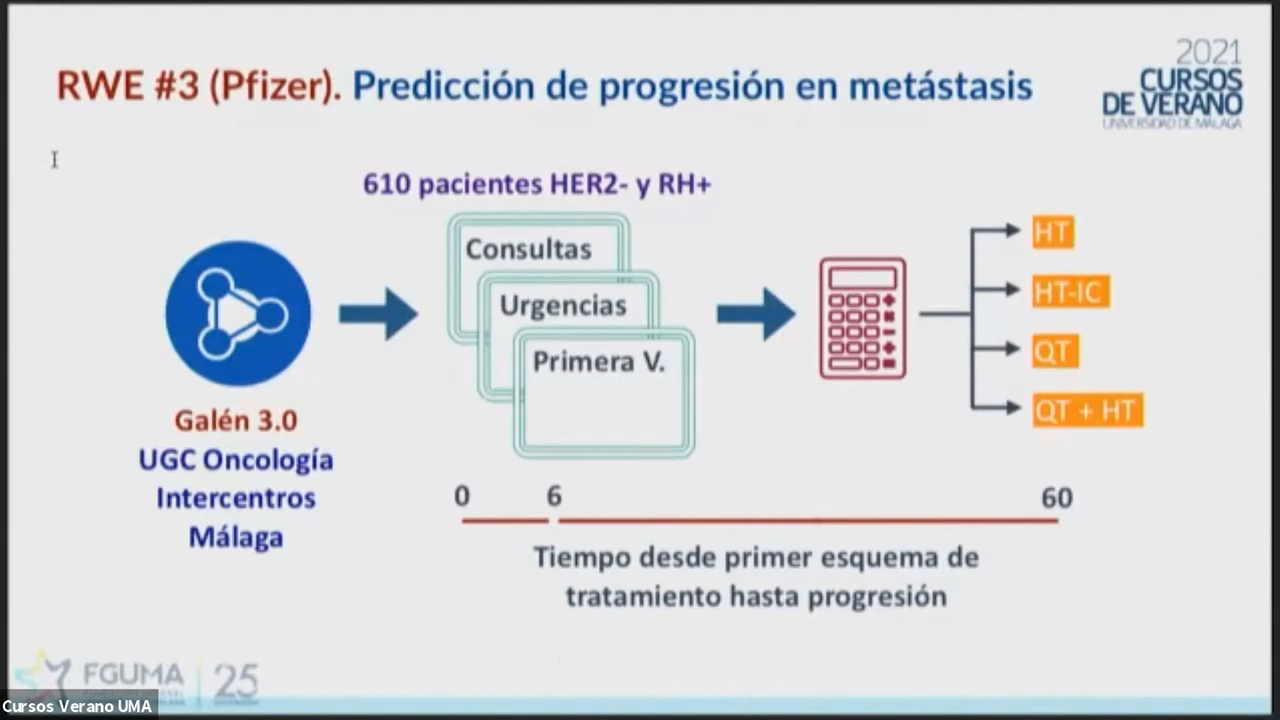 RWE #3 (Pfizer). Predicción de progresión en metástasis
2021
CURSOS
DE VERANO
UNIVERSIDAD DE MÁLAGA
610 pacientes HER2- y RH+
Consultas
Urgencias
Primera V.
HT
HT-IC
QT
QT + HT
Galén 3.0
UGC Oncología
Intercentros
Málaga
0 6 60
Tiempo desde primer esquema de
tratamiento hasta progresión
FGUMA
25
Cursos Verano UMA